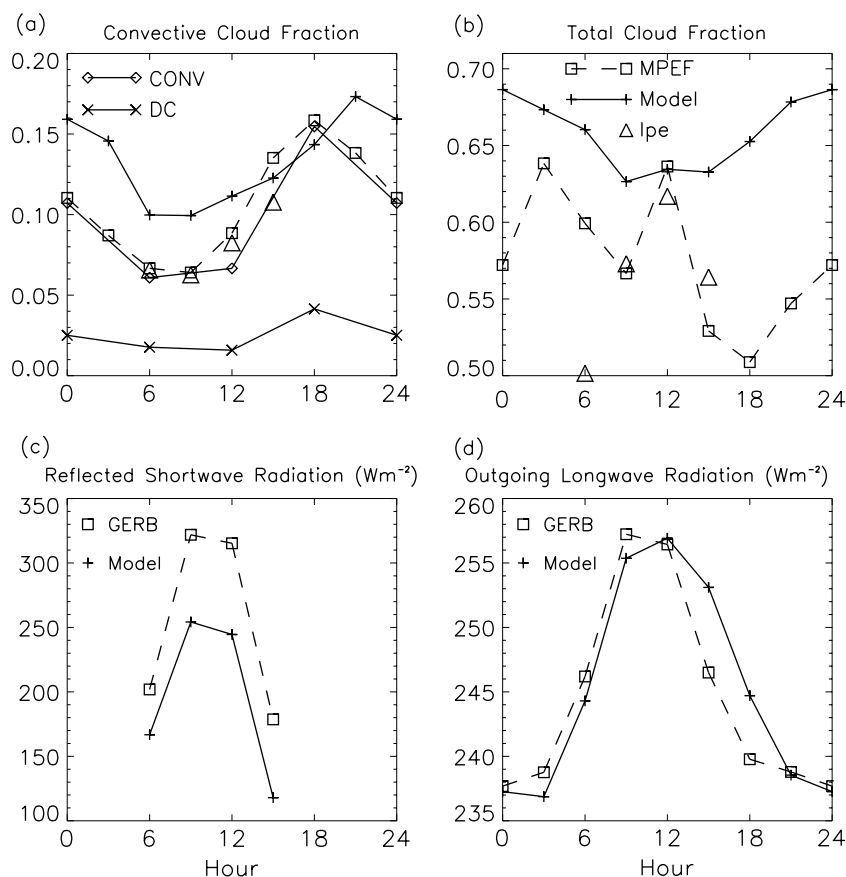 (a)
Convective Cloud Fraction
0.20
0.15
0.10
0.05
0.00
CONV
DC
0 6 12 18 24
(b)
Total Cloud Fraction
0.70
0.65
0.60
0.55
0.50
MPEF
Model
Ipe
0 6 12 18 24
(c)
Reflected Shortwave Radiation (Wm⁻²)
350
300
250
200
150
100
GERB
Model
0 6 12 18 24
Hour
(d)
Outgoing Longwave Radiation (Wm⁻²)
260
255
250
245
240
235
GERB
Model
0 6 12 18 24
Hour